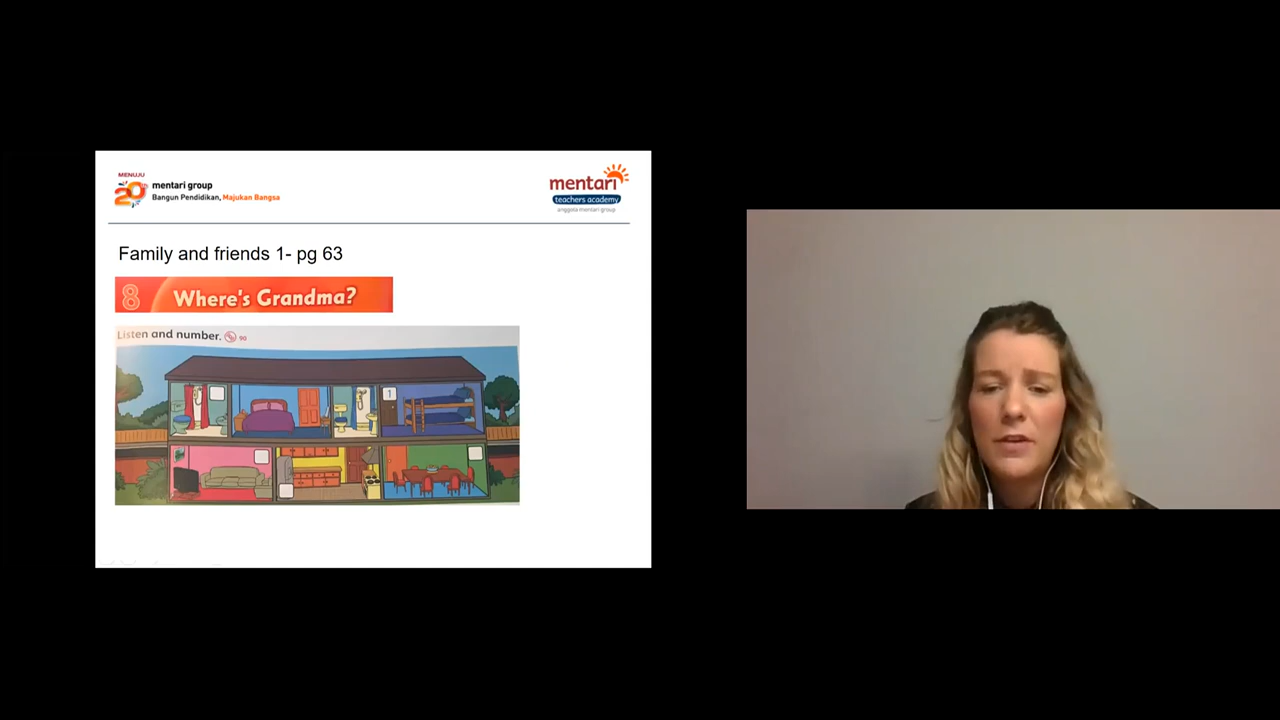 MENUJU
20
mentari group
Bangun Pendidikan, Majukan Bangsa
mentari
teachers academy
anggota mentari group
Family and friends 1- pg 63
8 Where's Grandma?
Listen and number. 90
1